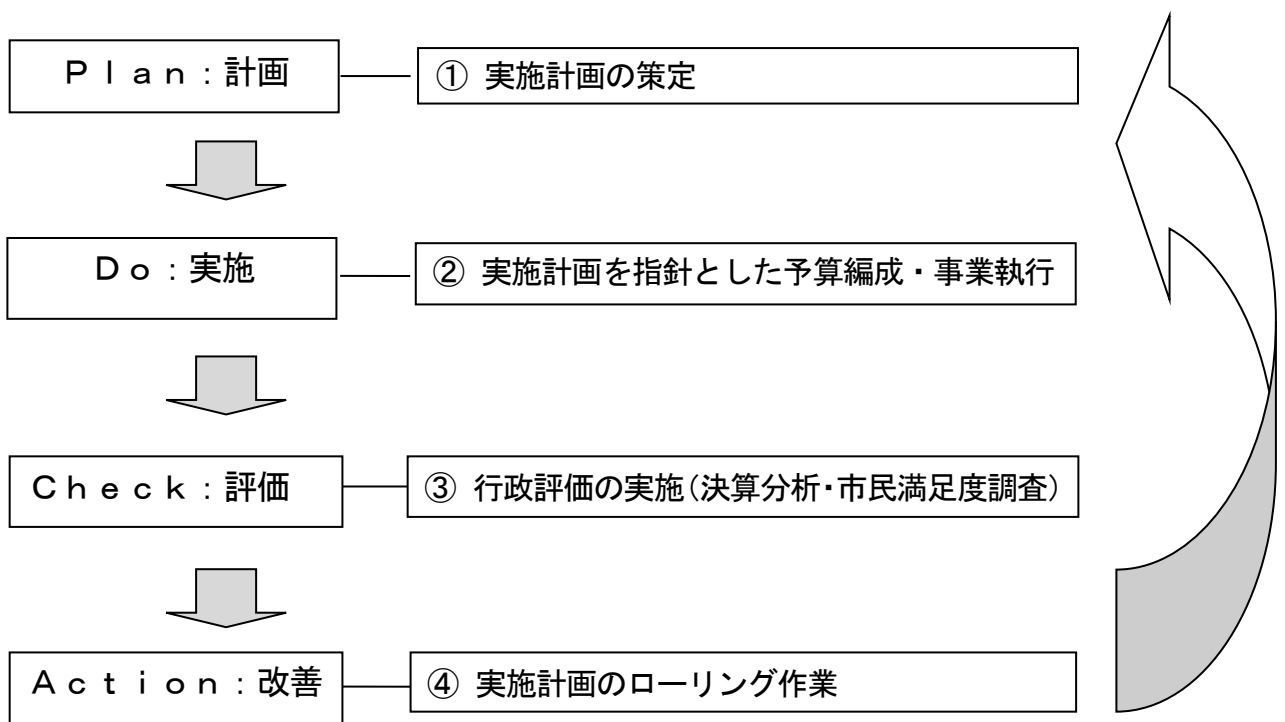 Ｐｌａｎ：計画
① 実施計画の策定
Ｄｏ：実施
② 実施計画を指針とした予算編成・事業執行
Ｃｈｅｃｋ：評価
③ 行政評価の実施（決算分析・市民満足度調査）
Ａｃｔｉｏｎ：改善
④ 実施計画のローリング作業